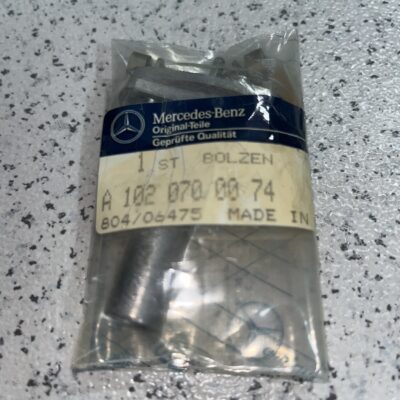 Mercedes-Benz
Original-Teile
Geprüfte Qualität
1 ST BOLZEN
A 102 070 00 74
804/06475 MADE IN